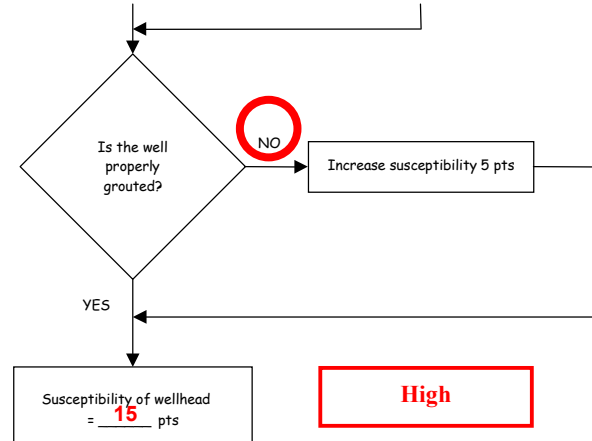 NO
Is the well
properly
grouted?
Increase susceptibility 5 pts
YES
Susceptibility of wellhead
= 15 pts
High